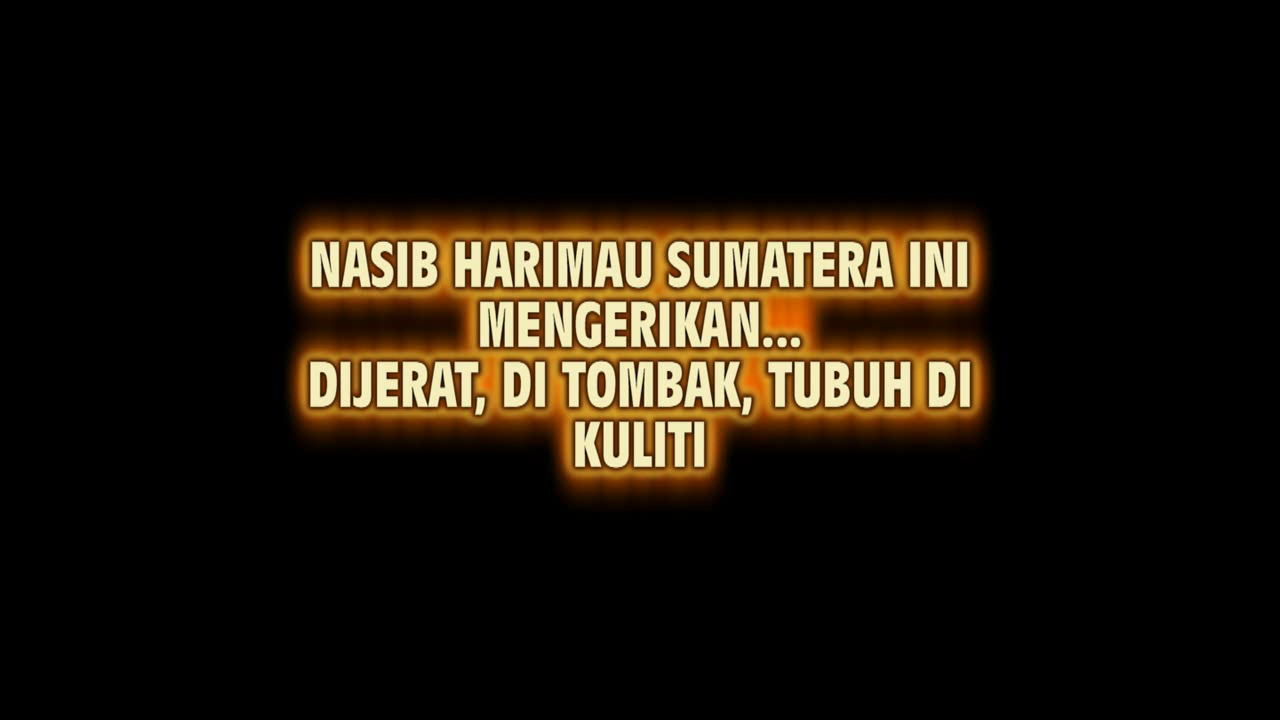 NASIB HARIMAU SUMATERA INI
MENGERIKAN...
DIJERAT, DI TOMBAK, TUBUH DI
KULITI